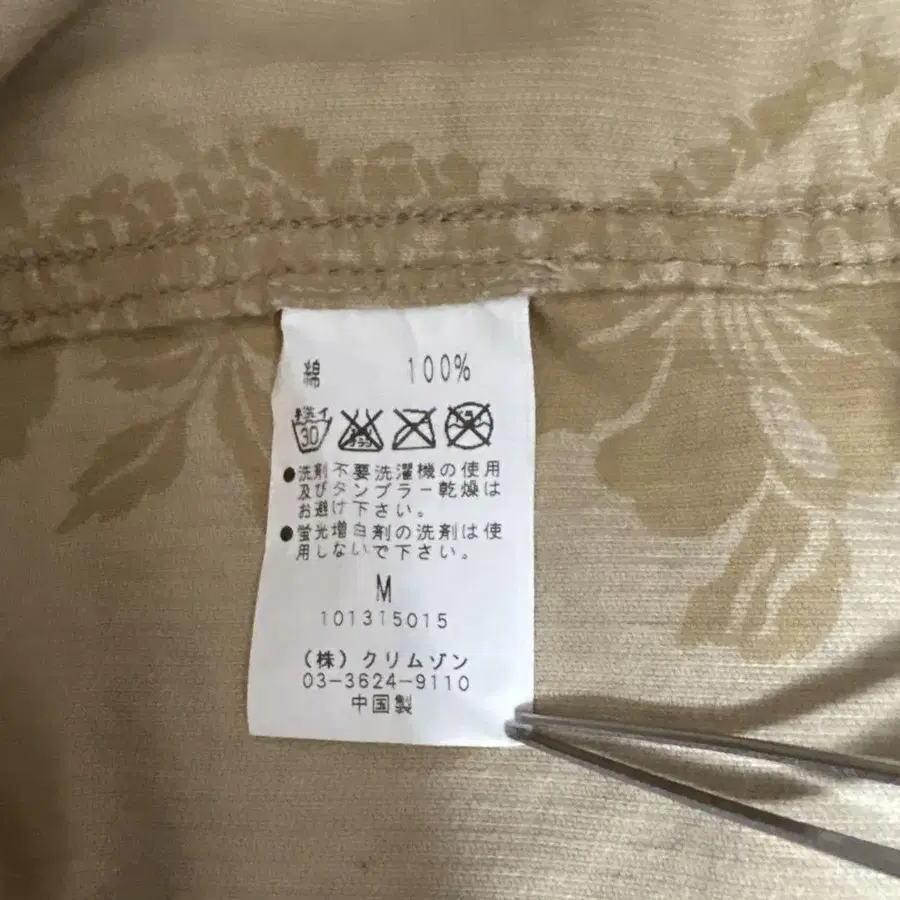 綿 100%
手洗イ
30
●洗剤不要洗濯機の使用
及びタンブラー乾燥は
お避け下さい。
●蛍光増白剤の洗剤は使
用しないで下さい。
M
101315015
(株)クリムゾン
03-3624-9110
中国製